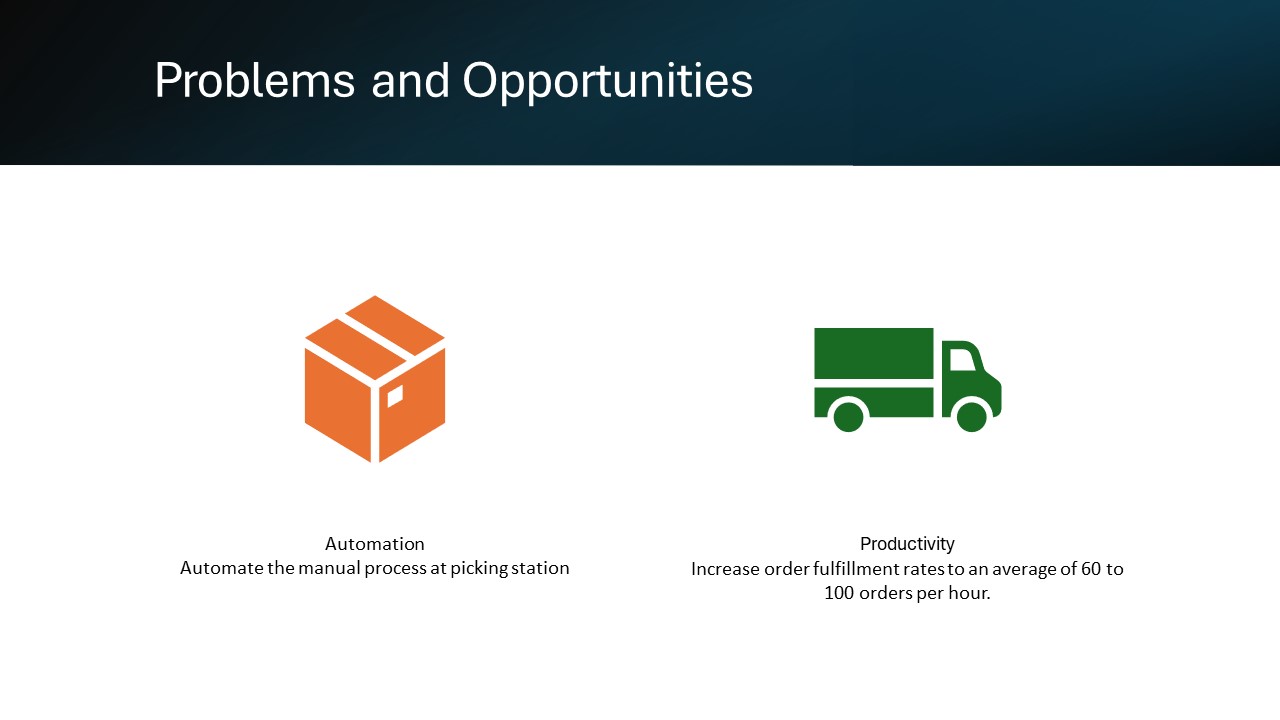 Problems and Opportunities
Automation
Automate the manual process at picking station
Productivity
Increase order fulfillment rates to an average of 60 to
100 orders per hour.